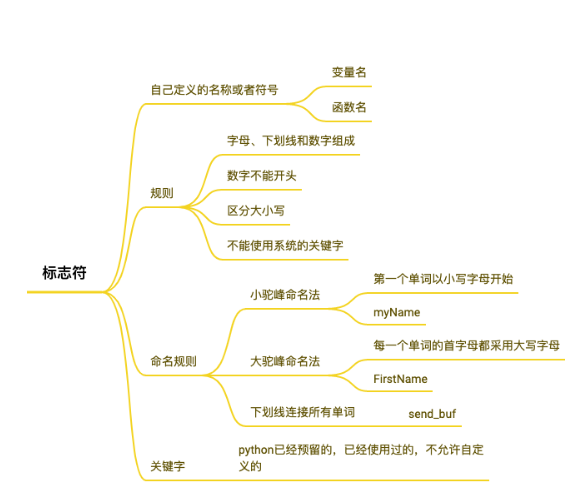 标志符
自己定义的名称或者符号
变量名
函数名
规则
字母、下划线和数字组成
数字不能开头
区分大小写
不能使用系统的关键字
命名规则
小驼峰命名法
第一个单词以小写字母开始
myName
大驼峰命名法
每一个单词的首字母都采用大写字母
FirstName
下划线连接所有单词
send_buf
关键字
python已经预留的，已经使用过的，不允许自定
义的